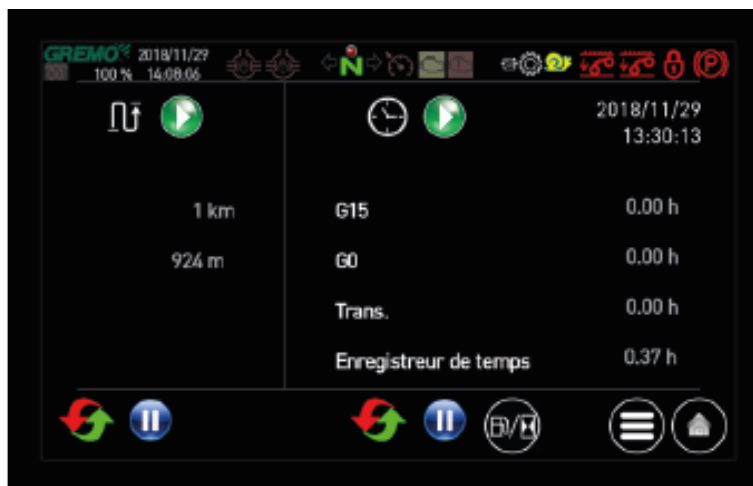 GREMO 2018/11/29
100 % 14:08:06
N
P
2018/11/29
13:30:13
1 km
924 m
G15 0.00 h
G0 0.00 h
Trans. 0.00 h
Enregistreur de temps 0.37 h